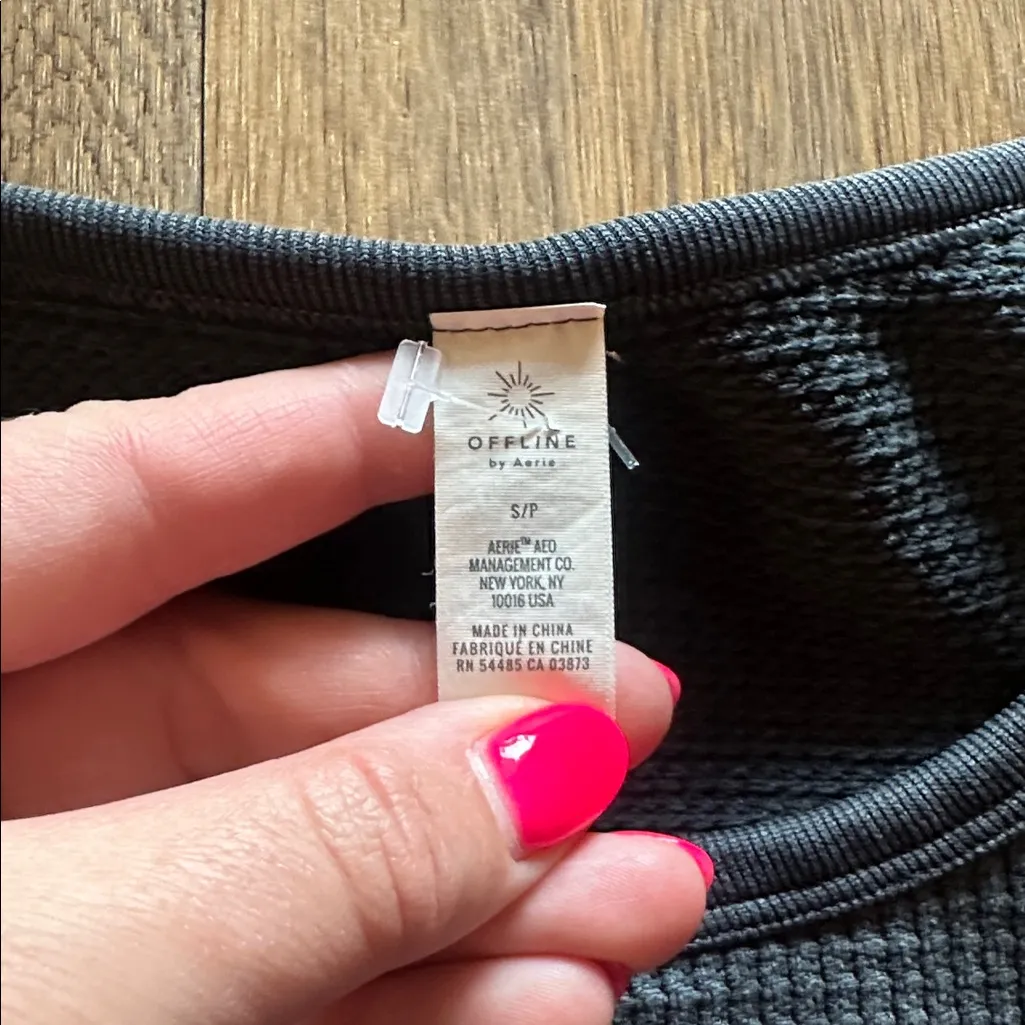 OFFLINE
by Aerie
S/P
AERIE™ AEO
MANAGEMENT CO.
NEW YORK, NY
10016 USA
MADE IN CHINA
FABRIQUÉ EN CHINE
RN 54485 CA 03873